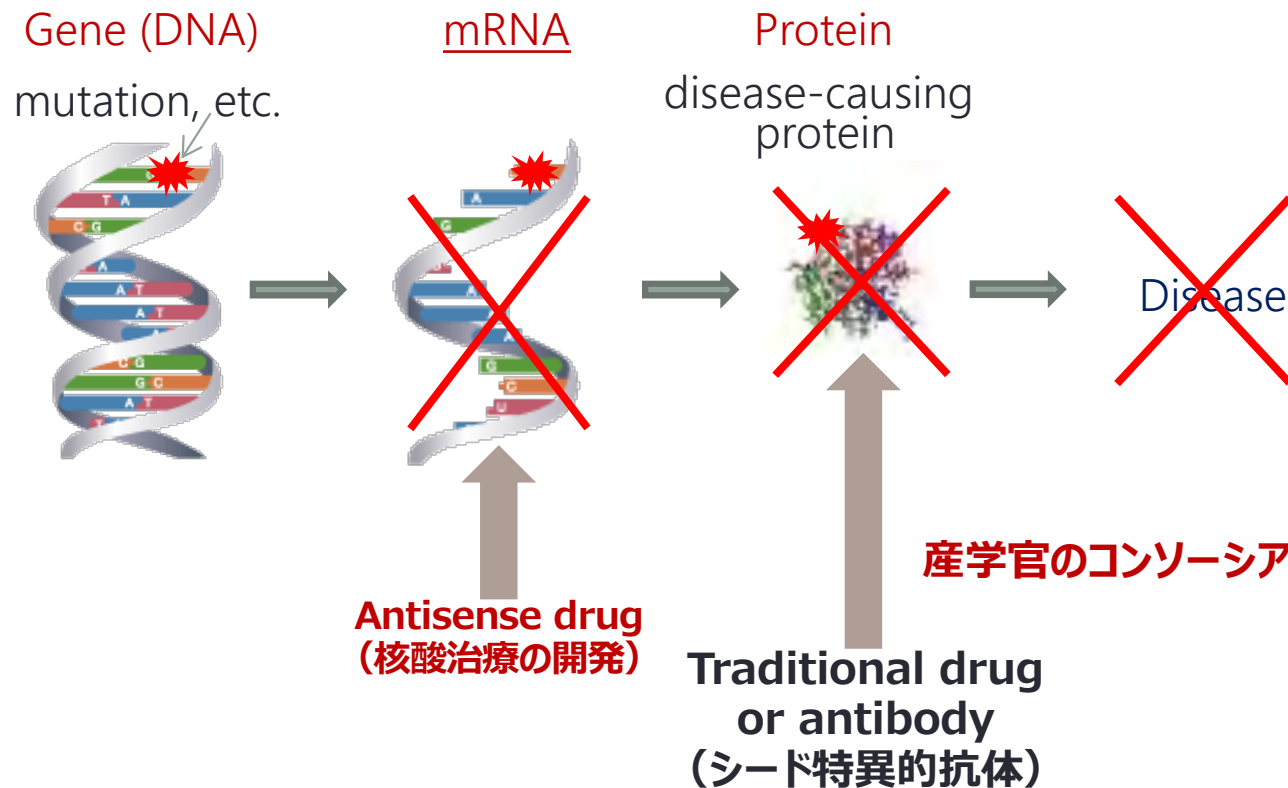 Gene (DNA)
mRNA
Protein
mutation, etc.
disease-causing
protein
G
T A
C G
A
A T
A T
A
C G
G C
A T
T
A
G
A
A
G
C
U
Disease
産学官のコンソーシア
Antisense drug
（核酸治療の開発）
Traditional drug
or antibody
（シード特異的抗体）